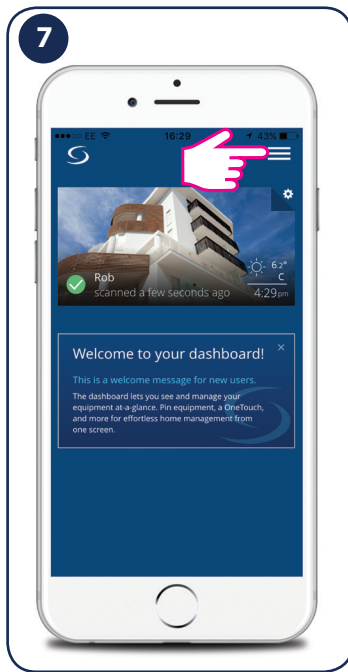 7
EE 16:29 43%
6.2°
C
Rob
scanned a few seconds ago 4:29pm
Welcome to your dashboard!
This is a welcome message for new users.
The dashboard lets you see and manage your
equipment at-a-glance. Pin equipment, a OneTouch,
and more for effortless home management from
one screen.